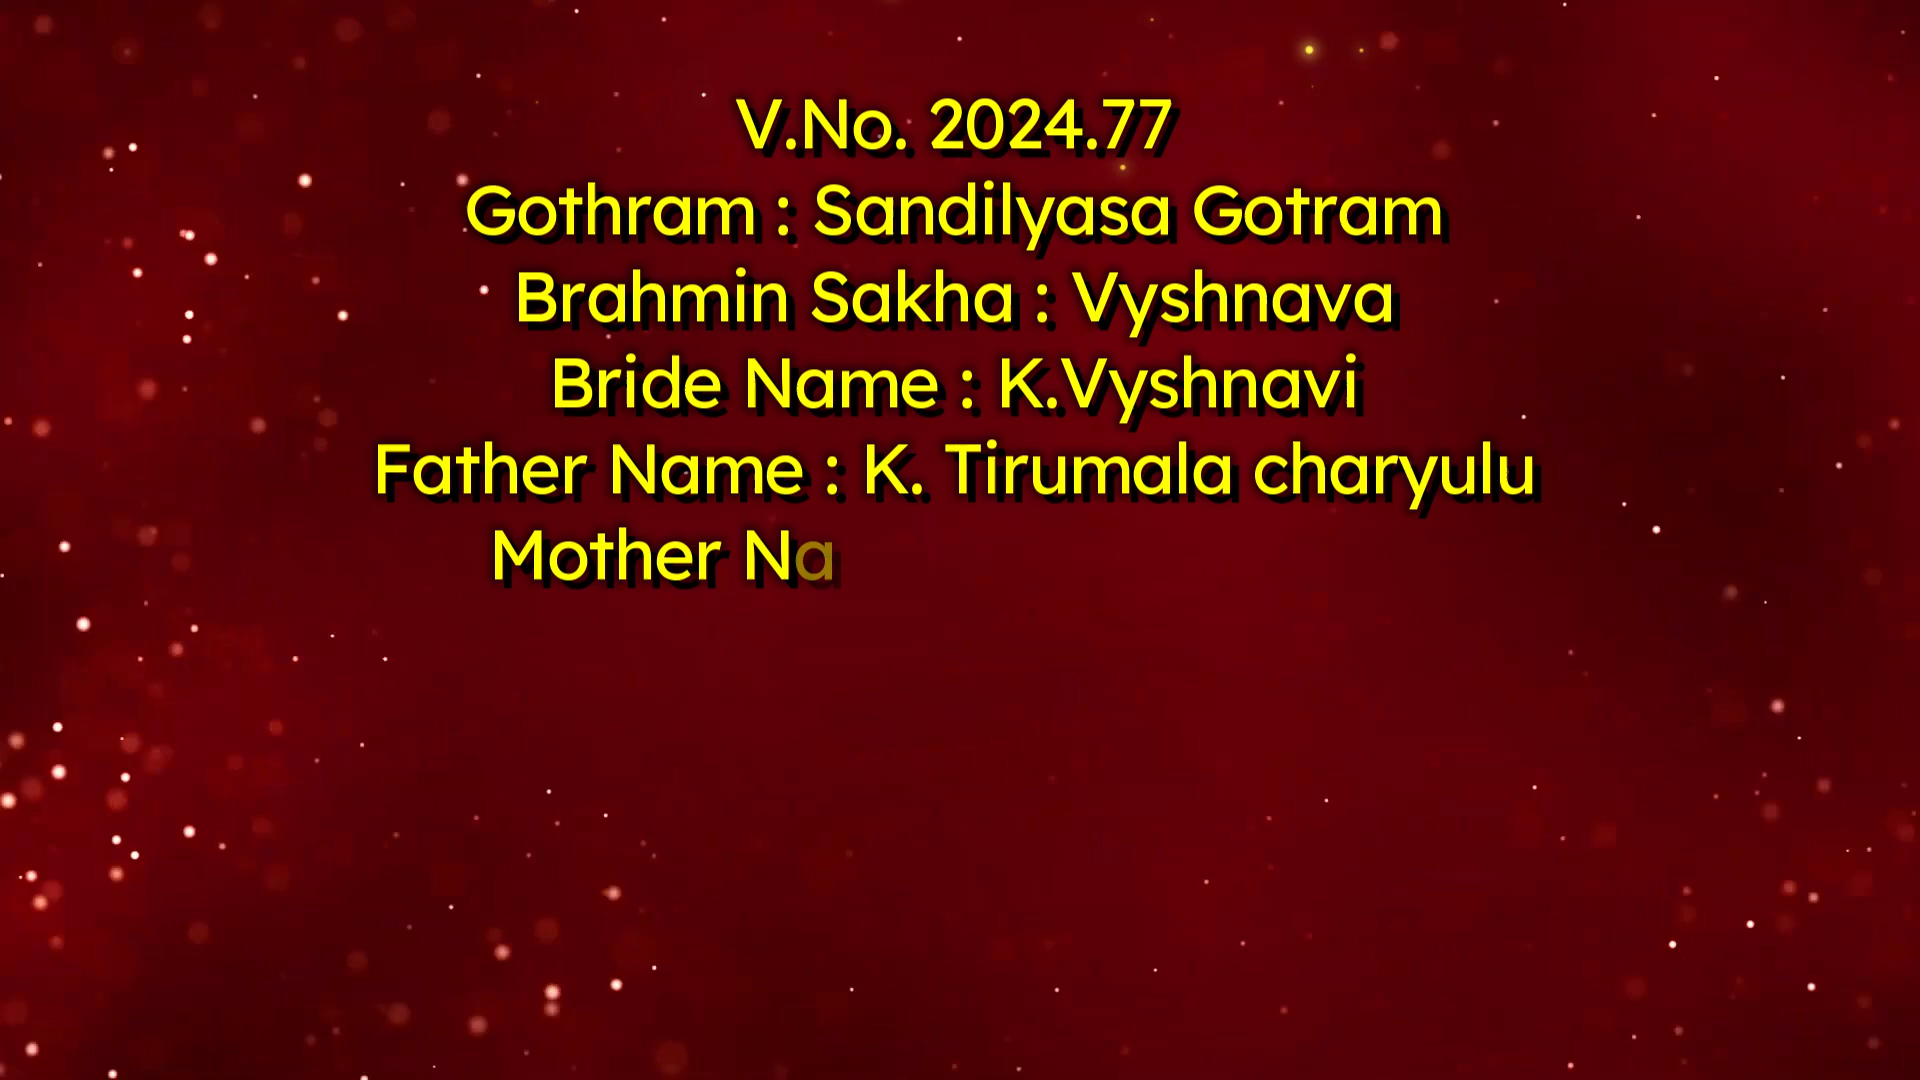 V.No. 2024.77
Gothram : Sandilyasa Gotram
Brahmin Sakha : Vyshnava
Bride Name : K.Vyshnavi
Father Name : K. Tirumala charyulu
Mother Na